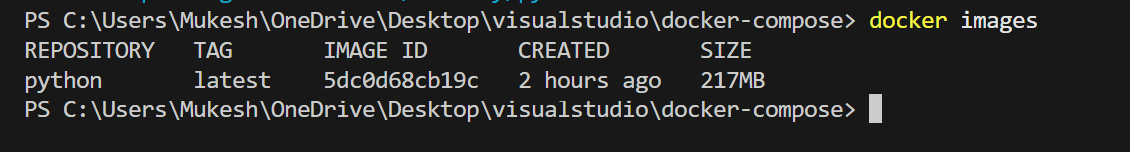 PS C:\Users\Mukesh\OneDrive\Desktop\visualstudio\docker-compose> docker images
REPOSITORY TAG IMAGE ID CREATED SIZE
python latest 5dc0d68cb19c 2 hours ago 217MB
PS C:\Users\Mukesh\OneDrive\Desktop\visualstudio\docker-compose>